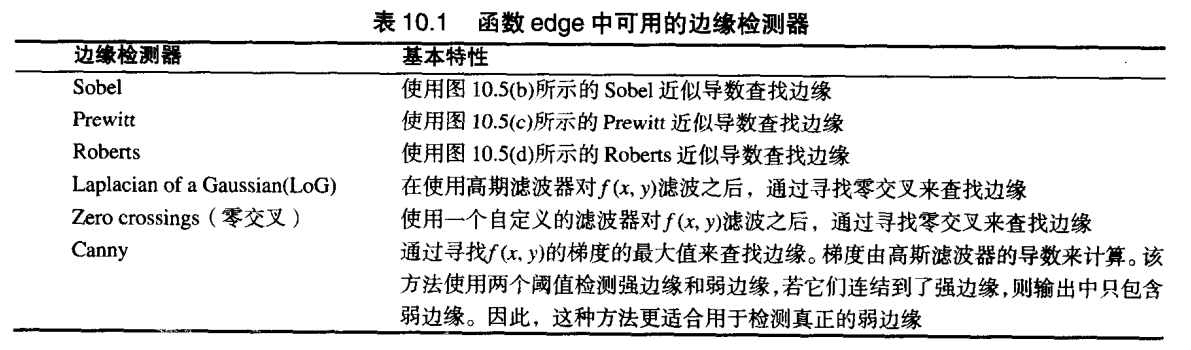 表 10.1 函数 edge 中可用的边缘检测器
边缘检测器 基本特性
Sobel 使用图 10.5(b)所示的 Sobel 近似导数查找边缘
Prewitt 使用图 10.5(c)所示的 Prewitt 近似导数查找边缘
Roberts 使用图 10.5(d)所示的 Roberts 近似导数查找边缘
Laplacian of a Gaussian(LoG) 在使用高期滤波器对f(x, y)滤波之后，通过寻找零交叉来查找边缘
Zero crossings（零交叉） 使用一个自定义的滤波器对f(x, y)滤波之后，通过寻找零交叉来查找边缘
Canny 通过寻找f(x, y)的梯度的最大值来查找边缘。梯度由高斯滤波器的导数来计算。该
方法使用两个阈值检测强边缘和弱边缘，若它们连结到了强边缘，则输出中只包含
弱边缘。因此，这种方法更适合用于检测真正的弱边缘